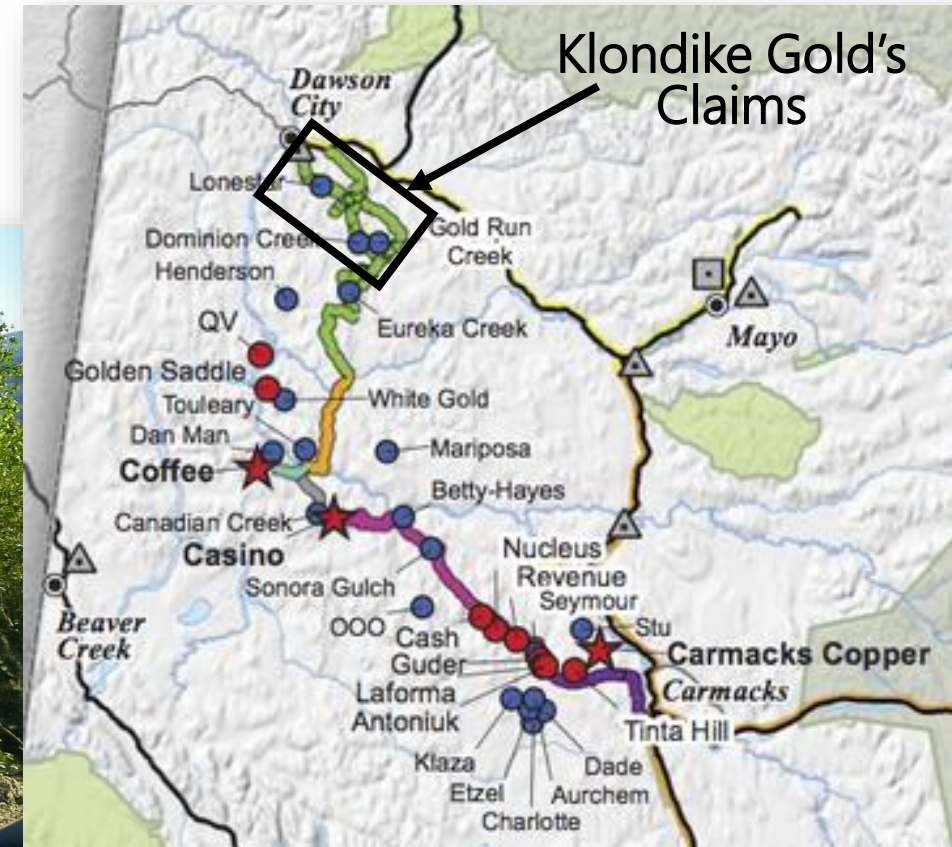 Klondike Gold's
Claims
Dawson
City
Lonestar
Dominion Creek
Gold Run
Creek
Henderson
QV
Eureka Creek
Mayo
Golden Saddle
Touleary
White Gold
Dan Man
Mariposa
Coffee
Betty-Hayes
Canadian Creek
Casino
Nucleus
Revenue
Sonora Gulch
Seymour
OOO
Cash
Stu
Beaver
Creek
Guder
Carmacks Copper
Laforma
Carmacks
Antoniuk
Tinta Hill
Klaza
Dade
Etzel
Aurchem
Charlotte